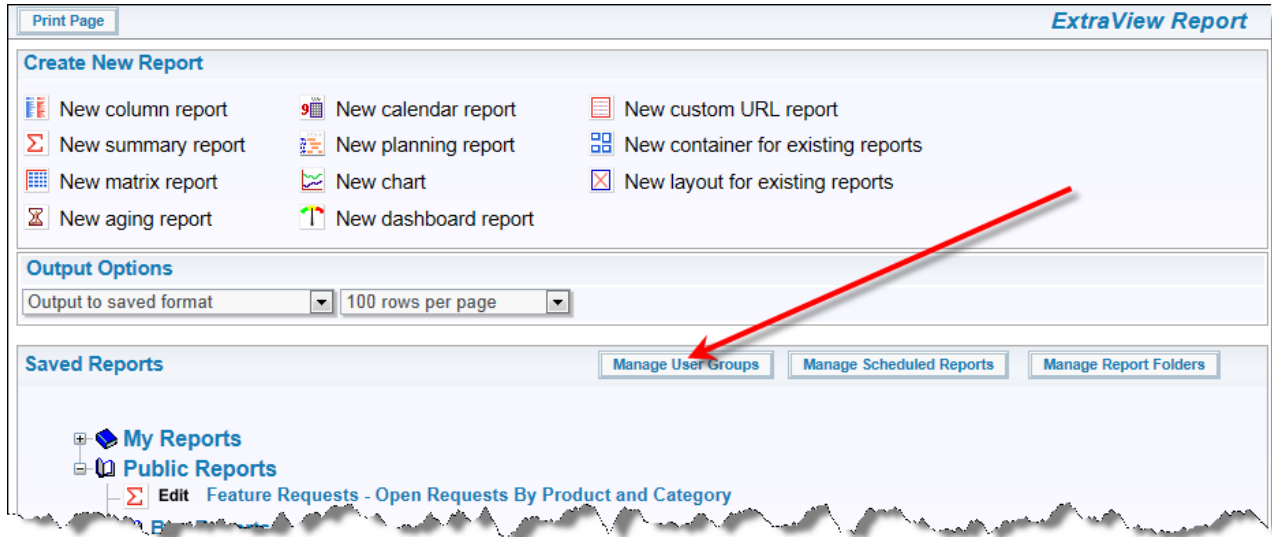 Print Page ExtraView Report
Create New Report
New column report New calendar report New custom URL report
New summary report New planning report New container for existing reports
New matrix report New chart New layout for existing reports
New aging report New dashboard report
Output Options
Output to saved format 100 rows per page
Saved Reports Manage User Groups Manage Scheduled Reports Manage Report Folders
My Reports
Public Reports
Edit Feature Requests - Open Requests By Product and Category